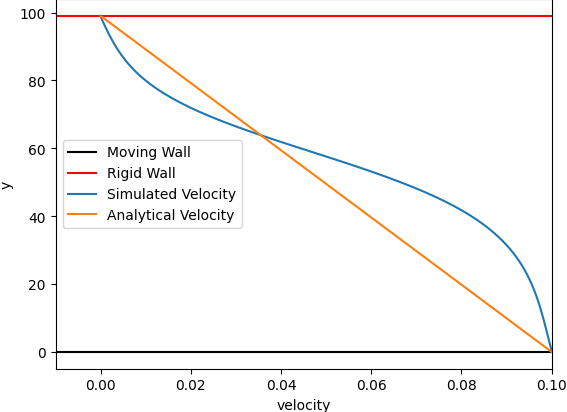 100
80
60
40
20
0
y
Moving Wall
Rigid Wall
Simulated Velocity
Analytical Velocity
0.00 0.02 0.04 0.06 0.08 0.10
velocity